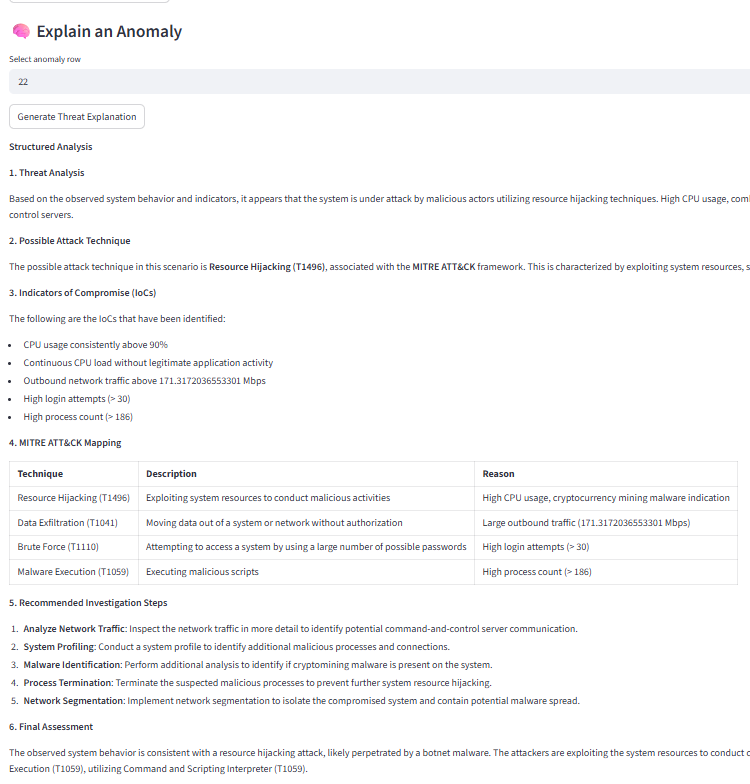 Explain an Anomaly
Select anomaly row
22
Generate Threat Explanation
Structured Analysis
1. Threat Analysis
Based on the observed system behavior and indicators, it appears that the system is under attack by malicious actors utilizing resource hijacking techniques. High CPU usage,
control servers.
2. Possible Attack Technique
The possible attack technique in this scenario is Resource Hijacking (T1496), associated with the MITRE ATT&CK framework. This is characterized by exploiting system resources,
3. Indicators of Compromise (IoCs)
The following are the IoCs that have been identified:
• CPU usage consistently above 90%
• Continuous CPU load without legitimate application activity
• Outbound network traffic above 171.3172036553301 Mbps
• High login attempts (> 30)
• High process count (> 186)
4. MITRE ATT&CK Mapping
Technique Description Reason
Resource Hijacking (T1496) Exploiting system resources to conduct malicious activities High CPU usage, cryptocurrency mining malware indication
Data Exfiltration (T1041) Moving data out of a system or network without authorization Large outbound traffic (171.3172036553301 Mbps)
Brute Force (T1110) Attempting to access a system by using a large number of possible passwords High login attempts (> 30)
Malware Execution (T1059) Executing malicious scripts High process count (> 186)
5. Recommended Investigation Steps
1. Analyze Network Traffic: Inspect the network traffic in more detail to identify potential command-and-control server communication.
2. System Profiling: Conduct a system profile to identify additional malicious processes and connections.
3. Malware Identification: Perform additional analysis to identify if cryptomining malware is present on the system.
4. Process Termination: Terminate the suspected malicious processes to prevent further system resource hijacking.
5. Network Segmentation: Implement network segmentation to isolate the compromised system and contain potential malware spread.
6. Final Assessment
The observed system behavior is consistent with a resource hijacking attack, likely perpetrated by a botnet malware. The attackers are exploiting the system resources to conduct
Execution (T1059), utilizing Command and Scripting Interpreter (T1059).